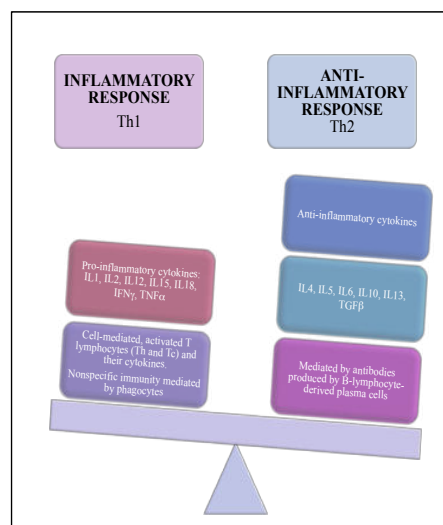 INFLAMMATORY
RESPONSE
Th1
ANTI-
INFLAMMATORY
RESPONSE
Th2
Anti-inflammatory cytokines
Pro-inflammatory cytokines:
IL1, IL2, IL12, IL15, IL18,
IFNγ, TNFα
IL4, IL5, IL6, IL10, IL13,
TGFβ
Cell-mediated, activated T
lymphocytes (Th and Tc) and
their cytokines.
Nonspecific immunity mediated
by phagocytes
Mediated by antibodies
produced by B-lymphocyte-
derived plasma cells